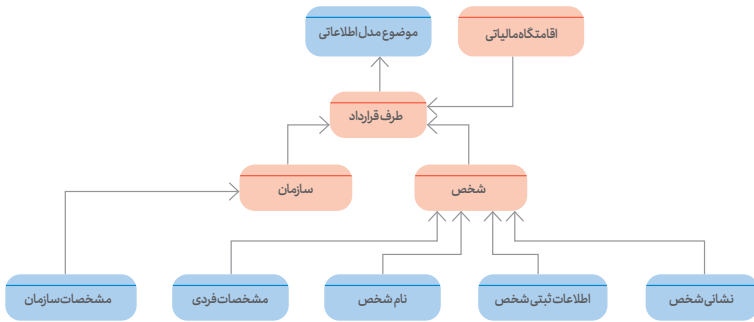 اقامتگاه مالیاتی
موضوع مدل اطلاعاتی
طرف قرارداد
شخص
سازمان
نشانی شخص
اطلاعات ثبتی شخص
نام شخص
مشخصات فردی
مشخصات سازمان